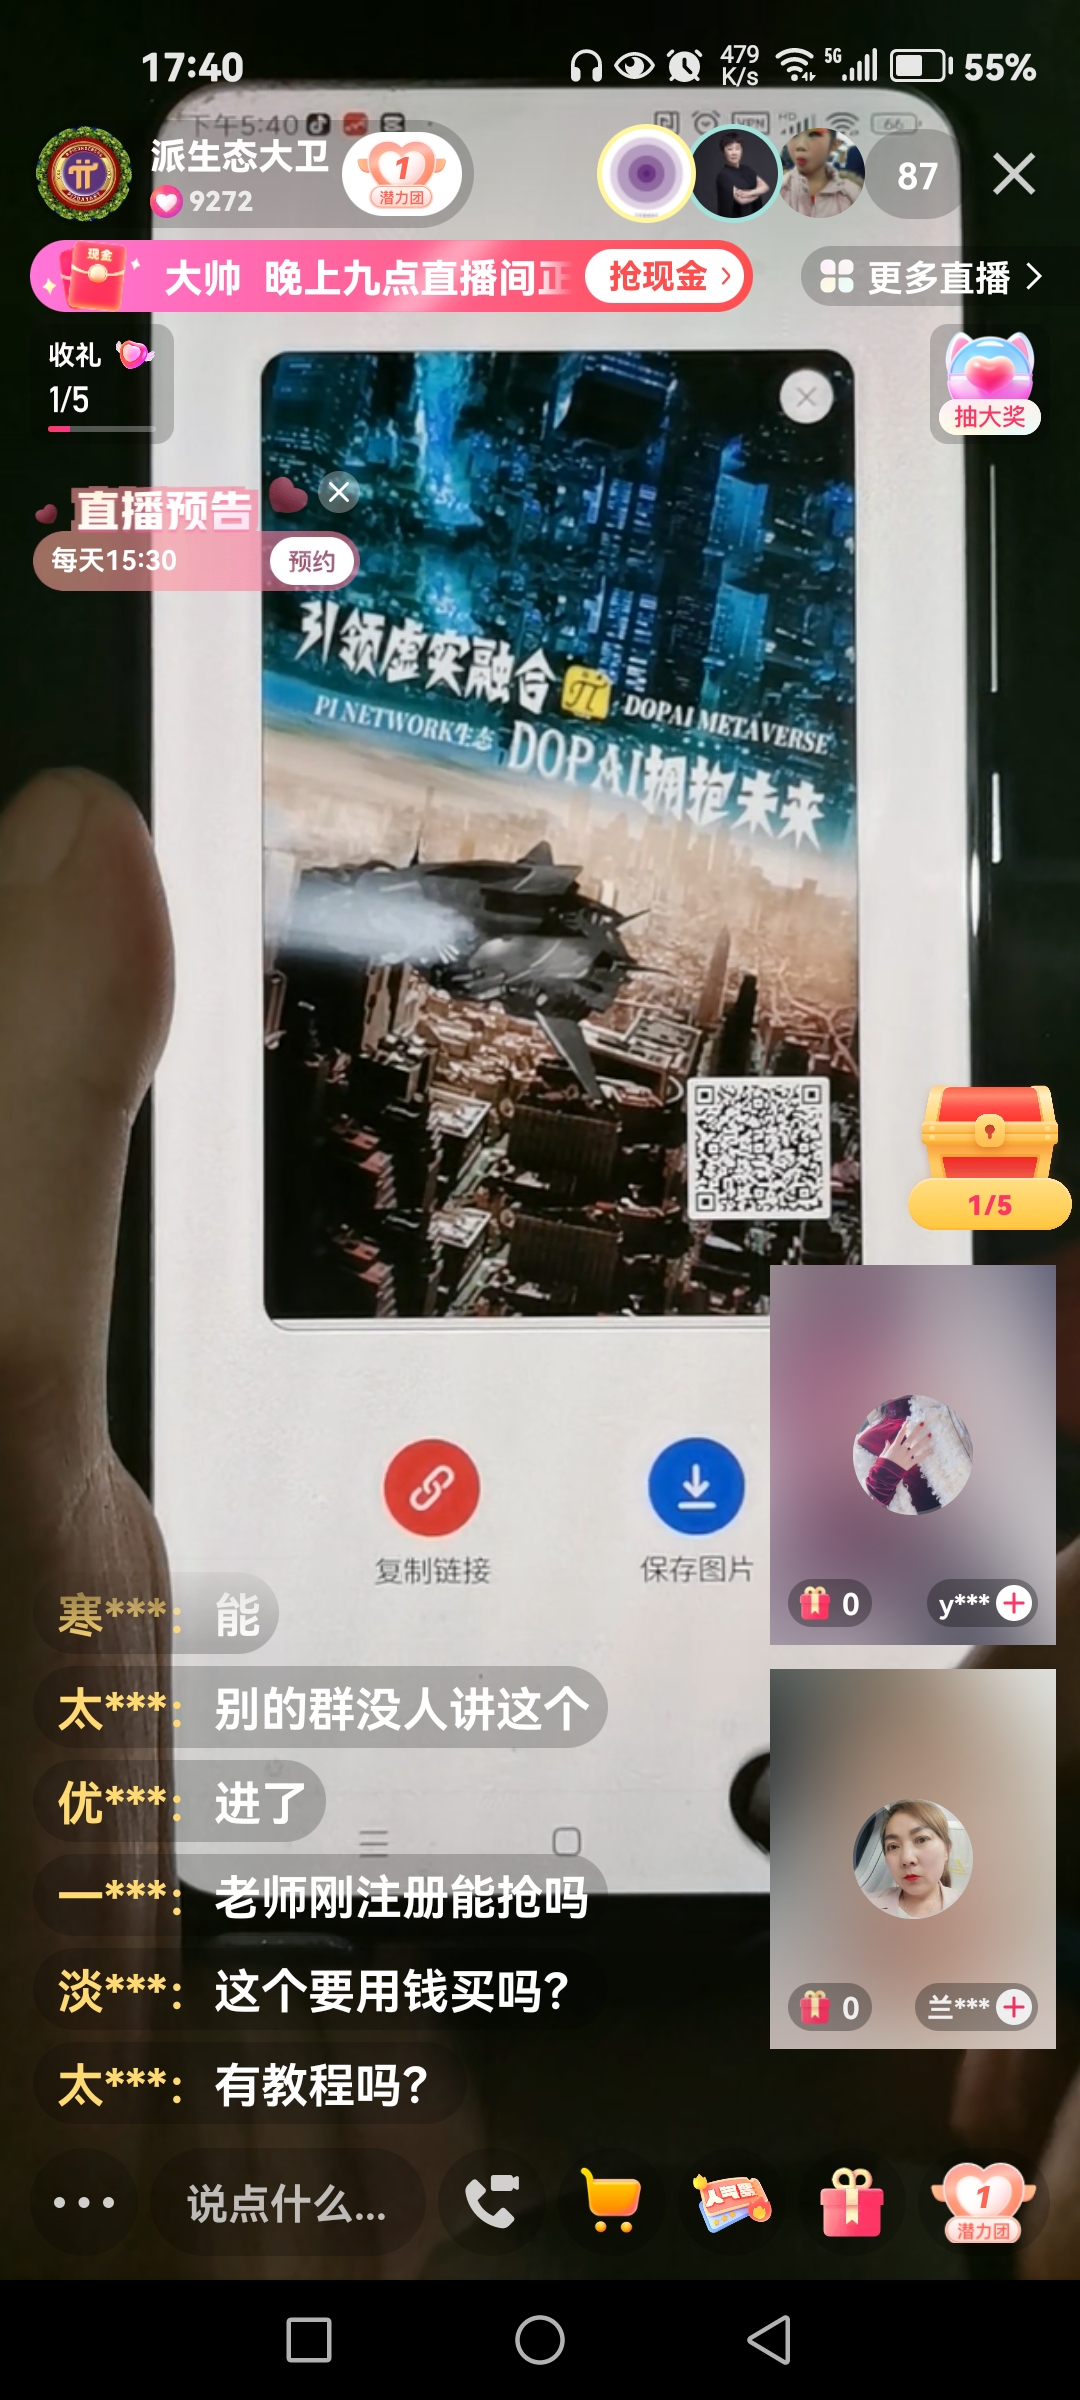 17:40
479
K/s
5G
55%
下午5:40
VPN
HD
66
派生态大卫
9272
1
潜力团
87
现金
大帅 晚上九点直播间正
抢现金
更多直播
收礼
1/5
抽大奖
直播预告
每天15:30
预约
引领虚实融合
DOPAI METAVERSE
PI NETWORK生态
DOPAI拥抱未来
1/5
复制链接
保存图片
0
y***
寒***： 能
太***： 别的群没人讲这个
优***： 进了
一***： 老师刚注册能抢吗
淡***： 这个要用钱买吗？
太***： 有教程吗？
0
兰***
说点什么...
人气票
1
潜力团